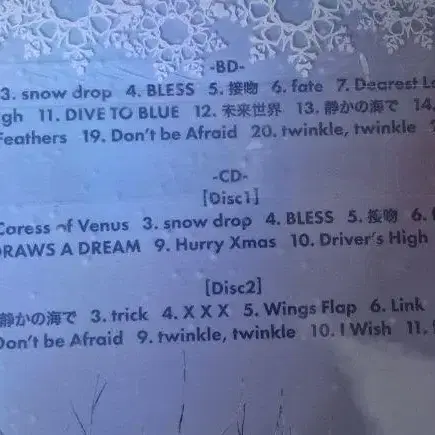 -BD-
3. snow drop 4. BLESS 5. 接吻 6. fate 7. Dearest
gh 11. DIVE TO BLUE 12. 未来世界 13. 静かの海で 14.
Feathers 19. Don't be Afraid 20. twinkle, twinkle
-CD-
[Disc1]
Caress of Venus 3. snow drop 4. BLESS 5. 接吻 6.
DRAWS A DREAM 9. Hurry Xmas 10. Driver's High
[Disc2]
静かの海で 3. trick 4. X X X 5. Wings Flap 6. Link
Don't be Afraid 9. twinkle, twinkle 10. I Wish 11.